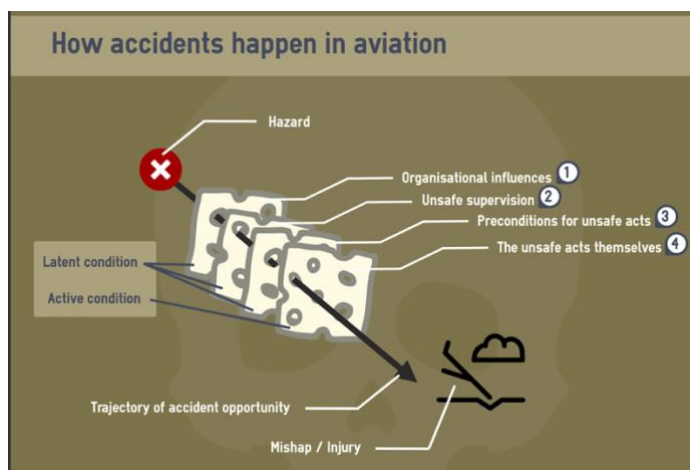 How accidents happen in aviation
Hazard
Organisational influences 1
Unsafe supervision 2
Preconditions for unsafe acts 3
The unsafe acts themselves 4
Latent condition
Active condition
Trajectory of accident opportunity
Mishap / Injury